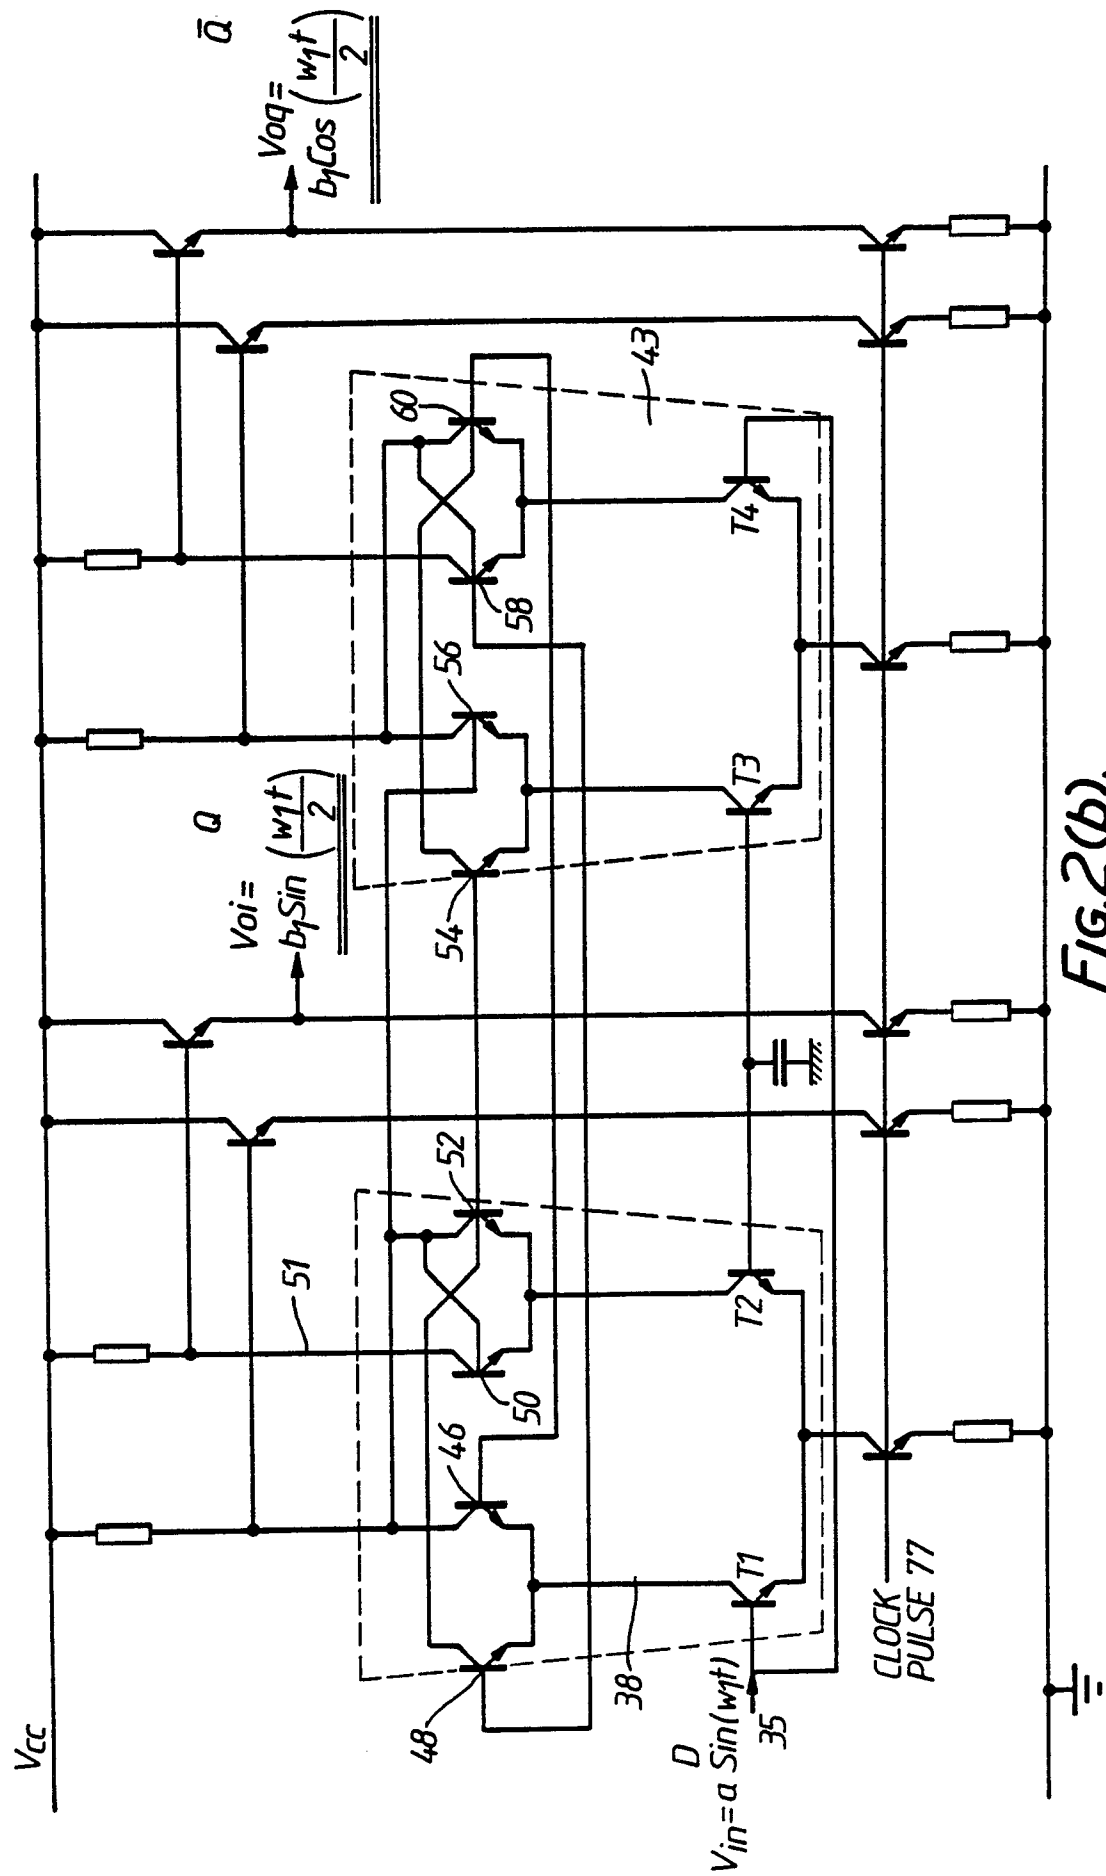 Vcc
Q
Voi=
b1Sin (w1t/2)
Q̅
Voq=
b1Cos (w1t/2)
51
48
46
50
52
54
56
58
60
43
38
T1
T2
T3
T4
D
Vin=a Sin(w1t)
35
CLOCK
PULSE 77
FIG.2(b).